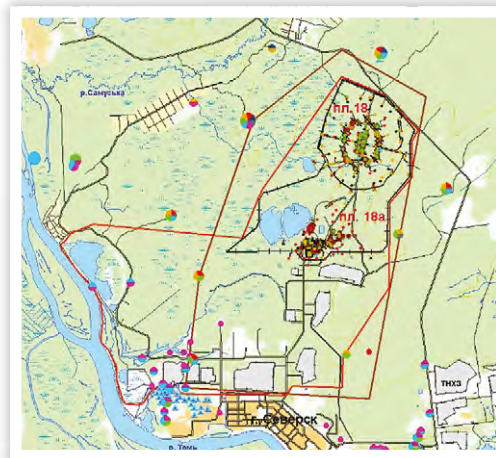 р.Самуська
пл. 18
пл. 18а
ТНХЗ
г. Северск
р. Томь